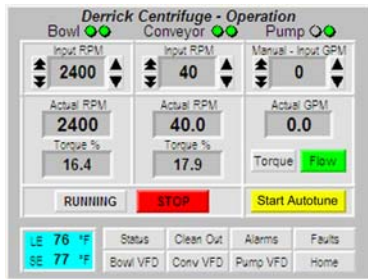 Derrick Centrifuge - Operation
Bowl Conveyor Pump
Input RPM Input RPM Manual - Input GPM
2400 40 0
Actual RPM Actual RPM Actual GPM
2400 40.0 0.0
Torque % Torque %
16.4 17.9 Torque Flow
RUNNING STOP Start Autotune
LE 76 °F Status Clean Out Alarms Faults
SE 77 °F Bowl VFD Conv VFD Pump VFD Home